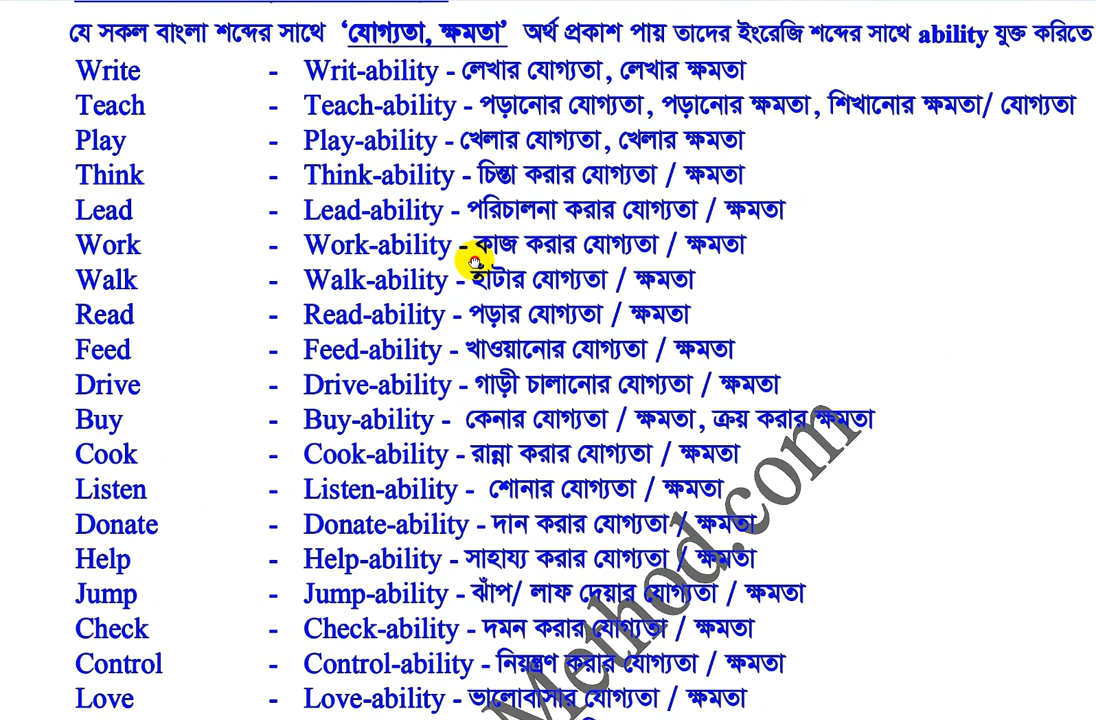 যে সকল বাংলা শব্দের সাথে ‘যোগ্যতা, ক্ষমতা’ অর্থ প্রকাশ পায় তাদের ইংরেজি শব্দের সাথে ability যুক্ত করিতে
Write - Writ-ability - লেখার যোগ্যতা, লেখার ক্ষমতা
Teach - Teach-ability - পড়ানোর যোগ্যতা, পড়ানোর ক্ষমতা, শিখানোর ক্ষমতা/ যোগ্যতা
Play - Play-ability - খেলার যোগ্যতা, খেলার ক্ষমতা
Think - Think-ability - চিন্তা করার যোগ্যতা / ক্ষমতা
Lead - Lead-ability - পরিচালনা করার যোগ্যতা / ক্ষমতা
Work - Work-ability - কাজ করার যোগ্যতা / ক্ষমতা
Walk - Walk-ability - হাঁটার যোগ্যতা / ক্ষমতা
Read - Read-ability - পড়ার যোগ্যতা / ক্ষমতা
Feed - Feed-ability - খাওয়ানোর যোগ্যতা / ক্ষমতা
Drive - Drive-ability - গাড়ী চালানোর যোগ্যতা / ক্ষমতা
Buy - Buy-ability - কেনার যোগ্যতা / ক্ষমতা, ক্রয় করার ক্ষমতা
Cook - Cook-ability - রান্না করার যোগ্যতা / ক্ষমতা
Listen - Listen-ability - শোনার যোগ্যতা / ক্ষমতা
Donate - Donate-ability - দান করার যোগ্যতা / ক্ষমতা
Help - Help-ability - সাহায্য করার যোগ্যতা / ক্ষমতা
Jump - Jump-ability - ঝাঁপ/ লাফ দেয়ার যোগ্যতা / ক্ষমতা
Check - Check-ability - দমন করার যোগ্যতা / ক্ষমতা
Control - Control-ability - নিয়ন্ত্রণ করার যোগ্যতা / ক্ষমতা
Love - Love-ability - ভালোবাসার যোগ্যতা / ক্ষমতা
Method.com